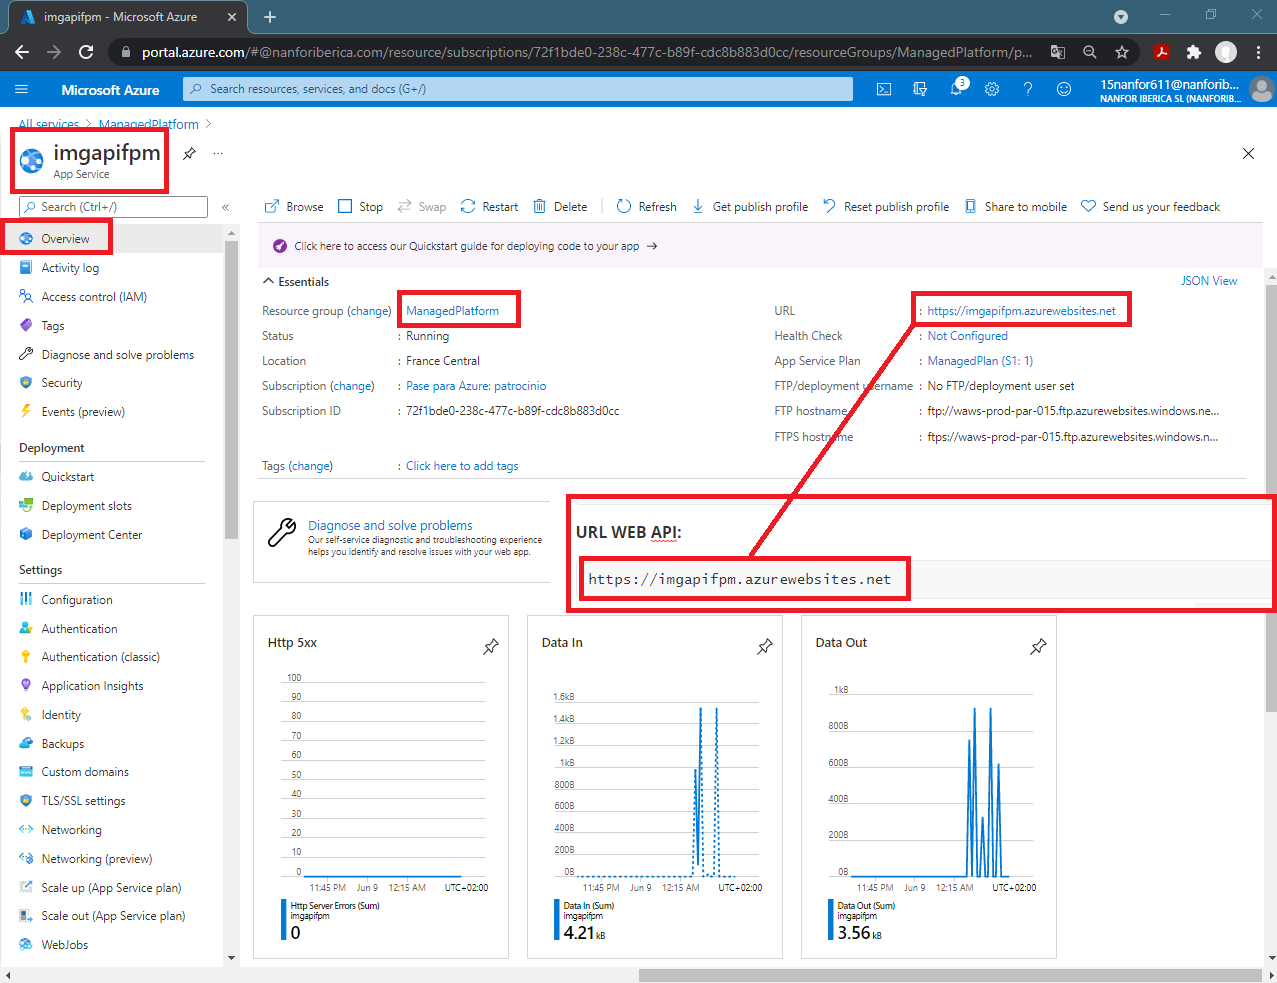 imgapifpm - Microsoft Azure
portal.azure.com/#@nanforiberica.com/resource/subscriptions/72f1bde0-238c-477c-b89f-cdc8b883d0cc/resourceGroups/ManagedPlatform/p...
Microsoft Azure
Search resources, services, and docs (G+/)
3
15nanfor611@nanforib...
NANFOR IBERICA SL (NANFORIB...
All services > ManagedPlatform >
imgapifpm
App Service
Search (Ctrl+/)
«
Browse Stop Swap Restart Delete Refresh Get publish profile Reset publish profile Share to mobile Send us your feedback
Overview
Activity log
Access control (IAM)
Tags
Diagnose and solve problems
Security
Events (preview)
Deployment
Quickstart
Deployment slots
Deployment Center
Settings
Configuration
Authentication
Authentication (classic)
Application Insights
Identity
Backups
Custom domains
TLS/SSL settings
Networking
Networking (preview)
Scale up (App Service plan)
Scale out (App Service plan)
WebJobs
Click here to access our Quickstart guide for deploying code to your app →
Essentials
JSON View
Resource group (change) ManagedPlatform
Status : Running
Location : France Central
Subscription (change) : Pase para Azure: patrocinio
Subscription ID : 72f1bde0-238c-477c-b89f-cdc8b883d0cc
Tags (change) : Click here to add tags
URL : https://imgapifpm.azurewebsites.net
Health Check : Not Configured
App Service Plan : ManagedPlan (S1: 1)
FTP/deployment username : No FTP/deployment user set
FTP hostname : ftp://waws-prod-par-015.ftp.azurewebsites.windows.ne...
FTPS hostname : ftps://waws-prod-par-015.ftp.azurewebsites.windows.n...
Diagnose and solve problems
Our self-service diagnostic and troubleshooting experience
helps you identify and resolve issues with your web app.
URL WEB API:
https://imgapifpm.azurewebsites.net
Http 5xx
100
90
80
70
60
50
40
30
20
10
0
11:45 PM Jun 9 12:15 AM UTC+02:00
Http Server Errors (Sum)
imgapifpm
0
Data In
1.6kB
1.4kB
1.2kB
1kB
800B
600B
400B
200B
0B
11:45 PM Jun 9 12:15 AM UTC+02:00
Data In (Sum)
imgapifpm
4.21 kB
Data Out
1kB
800B
600B
400B
200B
0B
11:45 PM Jun 9 12:15 AM UTC+02:00
Data Out (Sum)
imgapifpm
3.56 kB